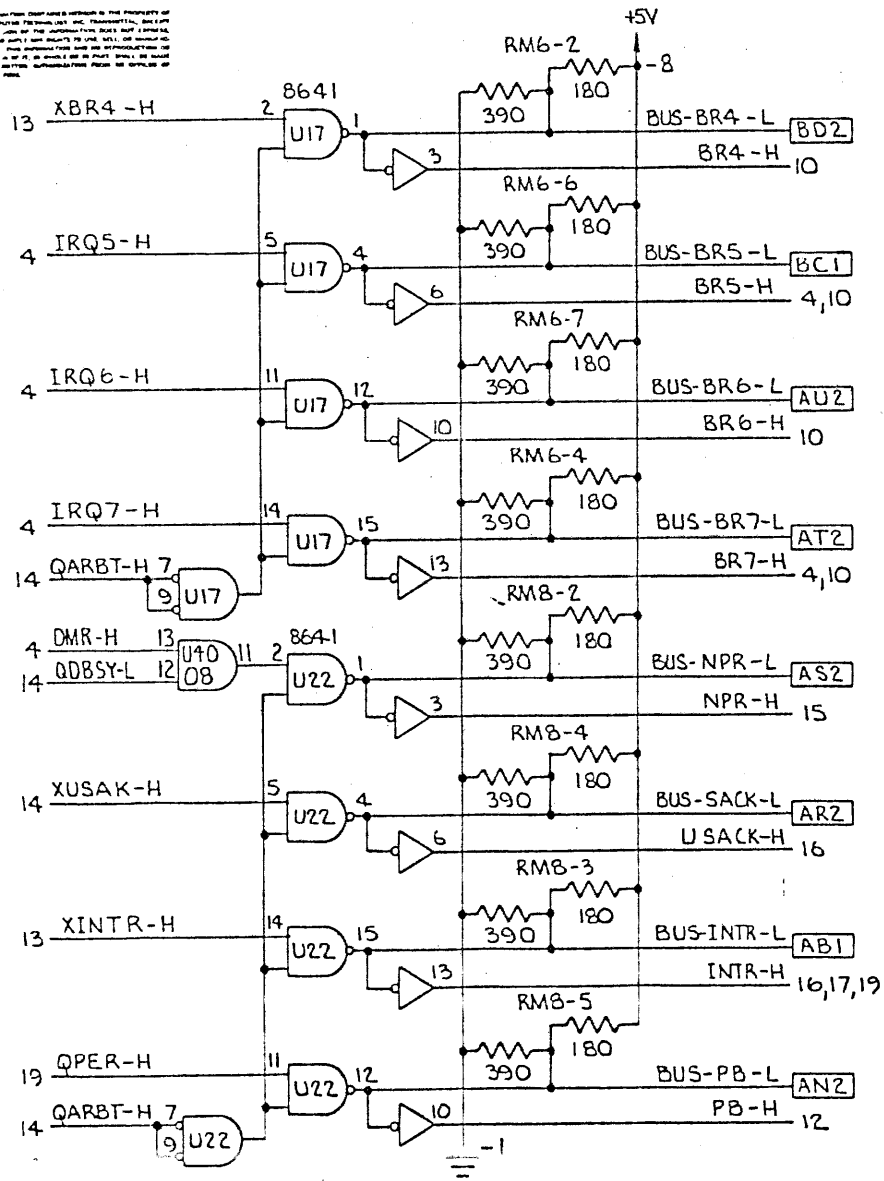 +5V
RM6-2
-8
8641
13 XBR4-H 2 U17 1 390 180 BUS-BR4-L BD2
3 BR4-H 10
RM6-6
4 IRQ5-H 5 U17 4 390 180 BUS-BR5-L BC1
6 BR5-H 4,10
RM6-7
4 IRQ6-H 11 U17 12 390 180 BUS-BR6-L AU2
10 BR6-H 10
RM6-4
4 IRQ7-H 14 U17 15 390 180 BUS-BR7-L AT2
14 QARBT-H 7 9 U17 13 BR7-H 4,10
RM8-2
8641
4 DMR-H 13 U40 08 11 2 U22 1 390 180 BUS-NPR-L AS2
14 QDBSY-L 12 3 NPR-H 15
RM8-4
14 XUSAK-H 5 U22 4 390 180 BUS-SACK-L AR2
6 USACK-H 16
RM8-3
13 XINTR-H 14 U22 15 390 180 BUS-INTR-L AB1
13 INTR-H 16,17,19
RM8-5
19 QPER-H 11 U22 12 390 180 BUS-PB-L AN2
14 QARBT-H 7 9 U22 10 PB-H 12
-1